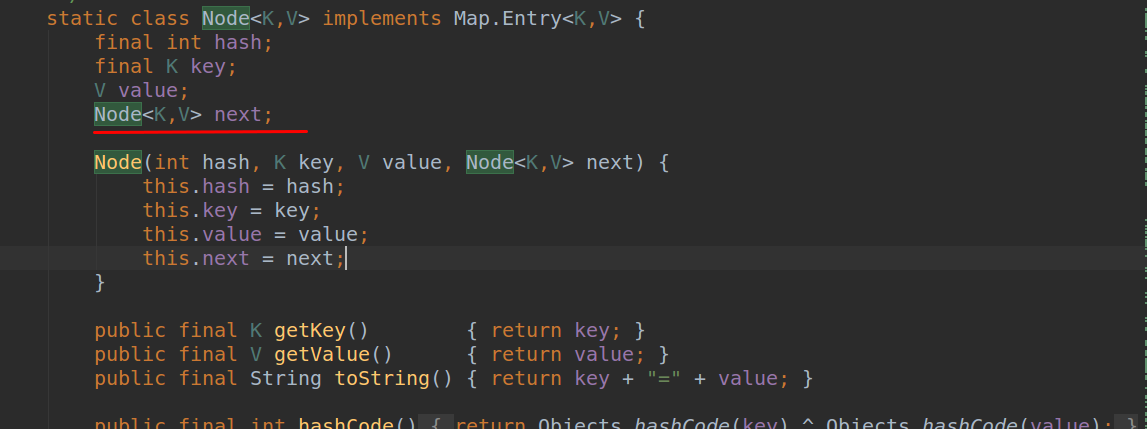 static class Node<K,V> implements Map.Entry<K,V> {
final int hash;
final K key;
V value;
Node<K,V> next;
Node(int hash, K key, V value, Node<K,V> next) {
this.hash = hash;
this.key = key;
this.value = value;
this.next = next;
}
public final K getKey() { return key; }
public final V getValue() { return value; }
public final String toString() { return key + "=" + value; }
public final int hashCode() { return Objects.hashCode(key) ^ Objects.hashCode(value); }